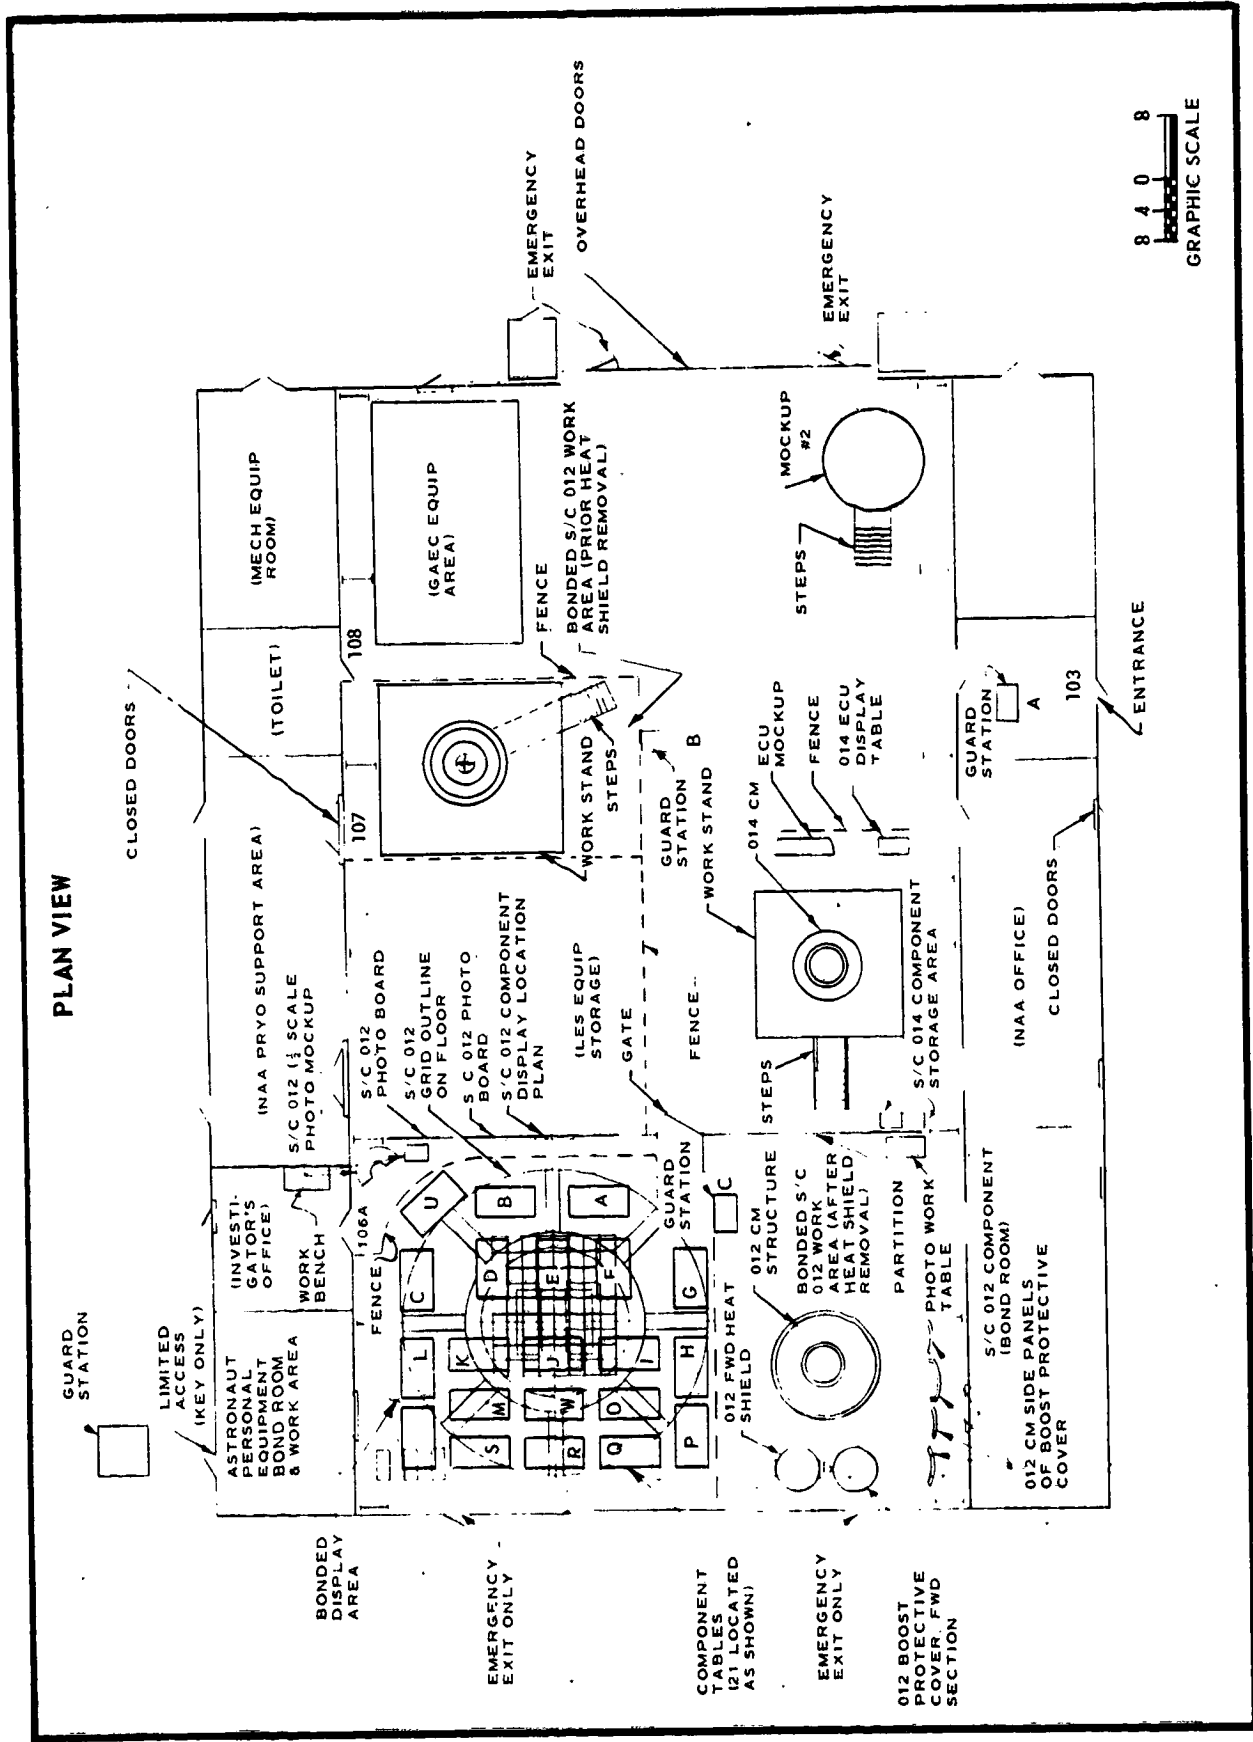 PLAN VIEW
GUARD
STATION
LIMITED
ACCESS
(KEY ONLY)
ASTRONAUT
PERSONAL
EQUIPMENT
BOND ROOM
& WORK AREA
(INVESTI-
GATOR'S
OFFICE)
WORK
BENCH
S/C 012 (½ SCALE
PHOTO MOCKUP
(NAA PRYO SUPPORT AREA)
CLOSED DOORS
(TOILET)
(MECH EQUIP
ROOM)
107
108
(GAEC EQUIP
AREA)
FENCE
BONDED S/C 012 WORK
AREA (PRIOR HEAT
SHIELD REMOVAL)
EMERGENCY
EXIT
OVERHEAD DOORS
EMERGENCY
EXIT
WORK STAND
STEPS
GUARD
STATION
B
S/C 012
PHOTO BOARD
S/C 012
GRID OUTLINE
ON FLOOR
S C 012 PHOTO
BOARD
S/C 012 COMPONENT
DISPLAY LOCATION
PLAN
(LES EQUIP
STORAGE)
GATE
FENCE
WORK STAND
014 CM
ECU
MOCKUP
FENCE
014 ECU
DISPLAY
TABLE
STEPS
MOCKUP
#2
STEPS
S/C 014 COMPONENT
STORAGE AREA
GUARD
STATION
A
103
ENTRANCE
CLOSED DOORS
(NAA OFFICE)
BONDED
DISPLAY
AREA
FENCE
106A
L
C
U
S
M
K
D
B
R
W
J
E
A
Q
O
I
F
P
H
G
GUARD
STATION
C
EMERGENCY
EXIT ONLY
COMPONENT
TABLES
(21 LOCATED
AS SHOWN)
012 FWD HEAT
SHIELD
012 CM
STRUCTURE
BONDED S/C
012 WORK
AREA (AFTER
HEAT SHIELD
REMOVAL)
PARTITION
PHOTO WORK
TABLE
EMERGENCY
EXIT ONLY
012 BOOST
PROTECTIVE
COVER, FWD
SECTION
S/C 012 COMPONENT
(BOND ROOM)
012 CM SIDE PANELS
OF BOOST PROTECTIVE
COVER
8 4 0 8
GRAPHIC SCALE